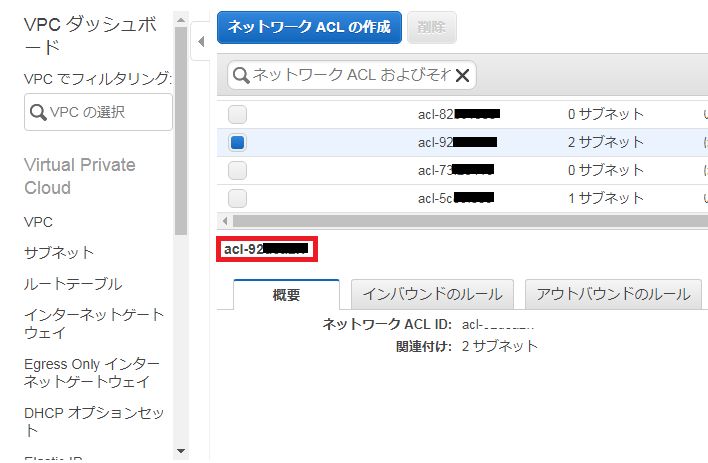 VPC ダッシュボ
ード
VPC でフィルタリング:
VPC の選択
Virtual Private
Cloud
VPC
サブネット
ルートテーブル
インターネットゲート
ウェイ
Egress Only インター
ネットゲートウェイ
DHCP オプションセッ
ト
ネットワーク ACL の作成 削除
ネットワーク ACL およびそれ
acl-82 0 サブネット
acl-92 2 サブネット
acl-73 0 サブネット
acl-5c 1 サブネット
acl-92
概要 インバウンドのルール アウトバウンドのルール
ネットワーク ACL ID: acl-
関連付け: 2 サブネット